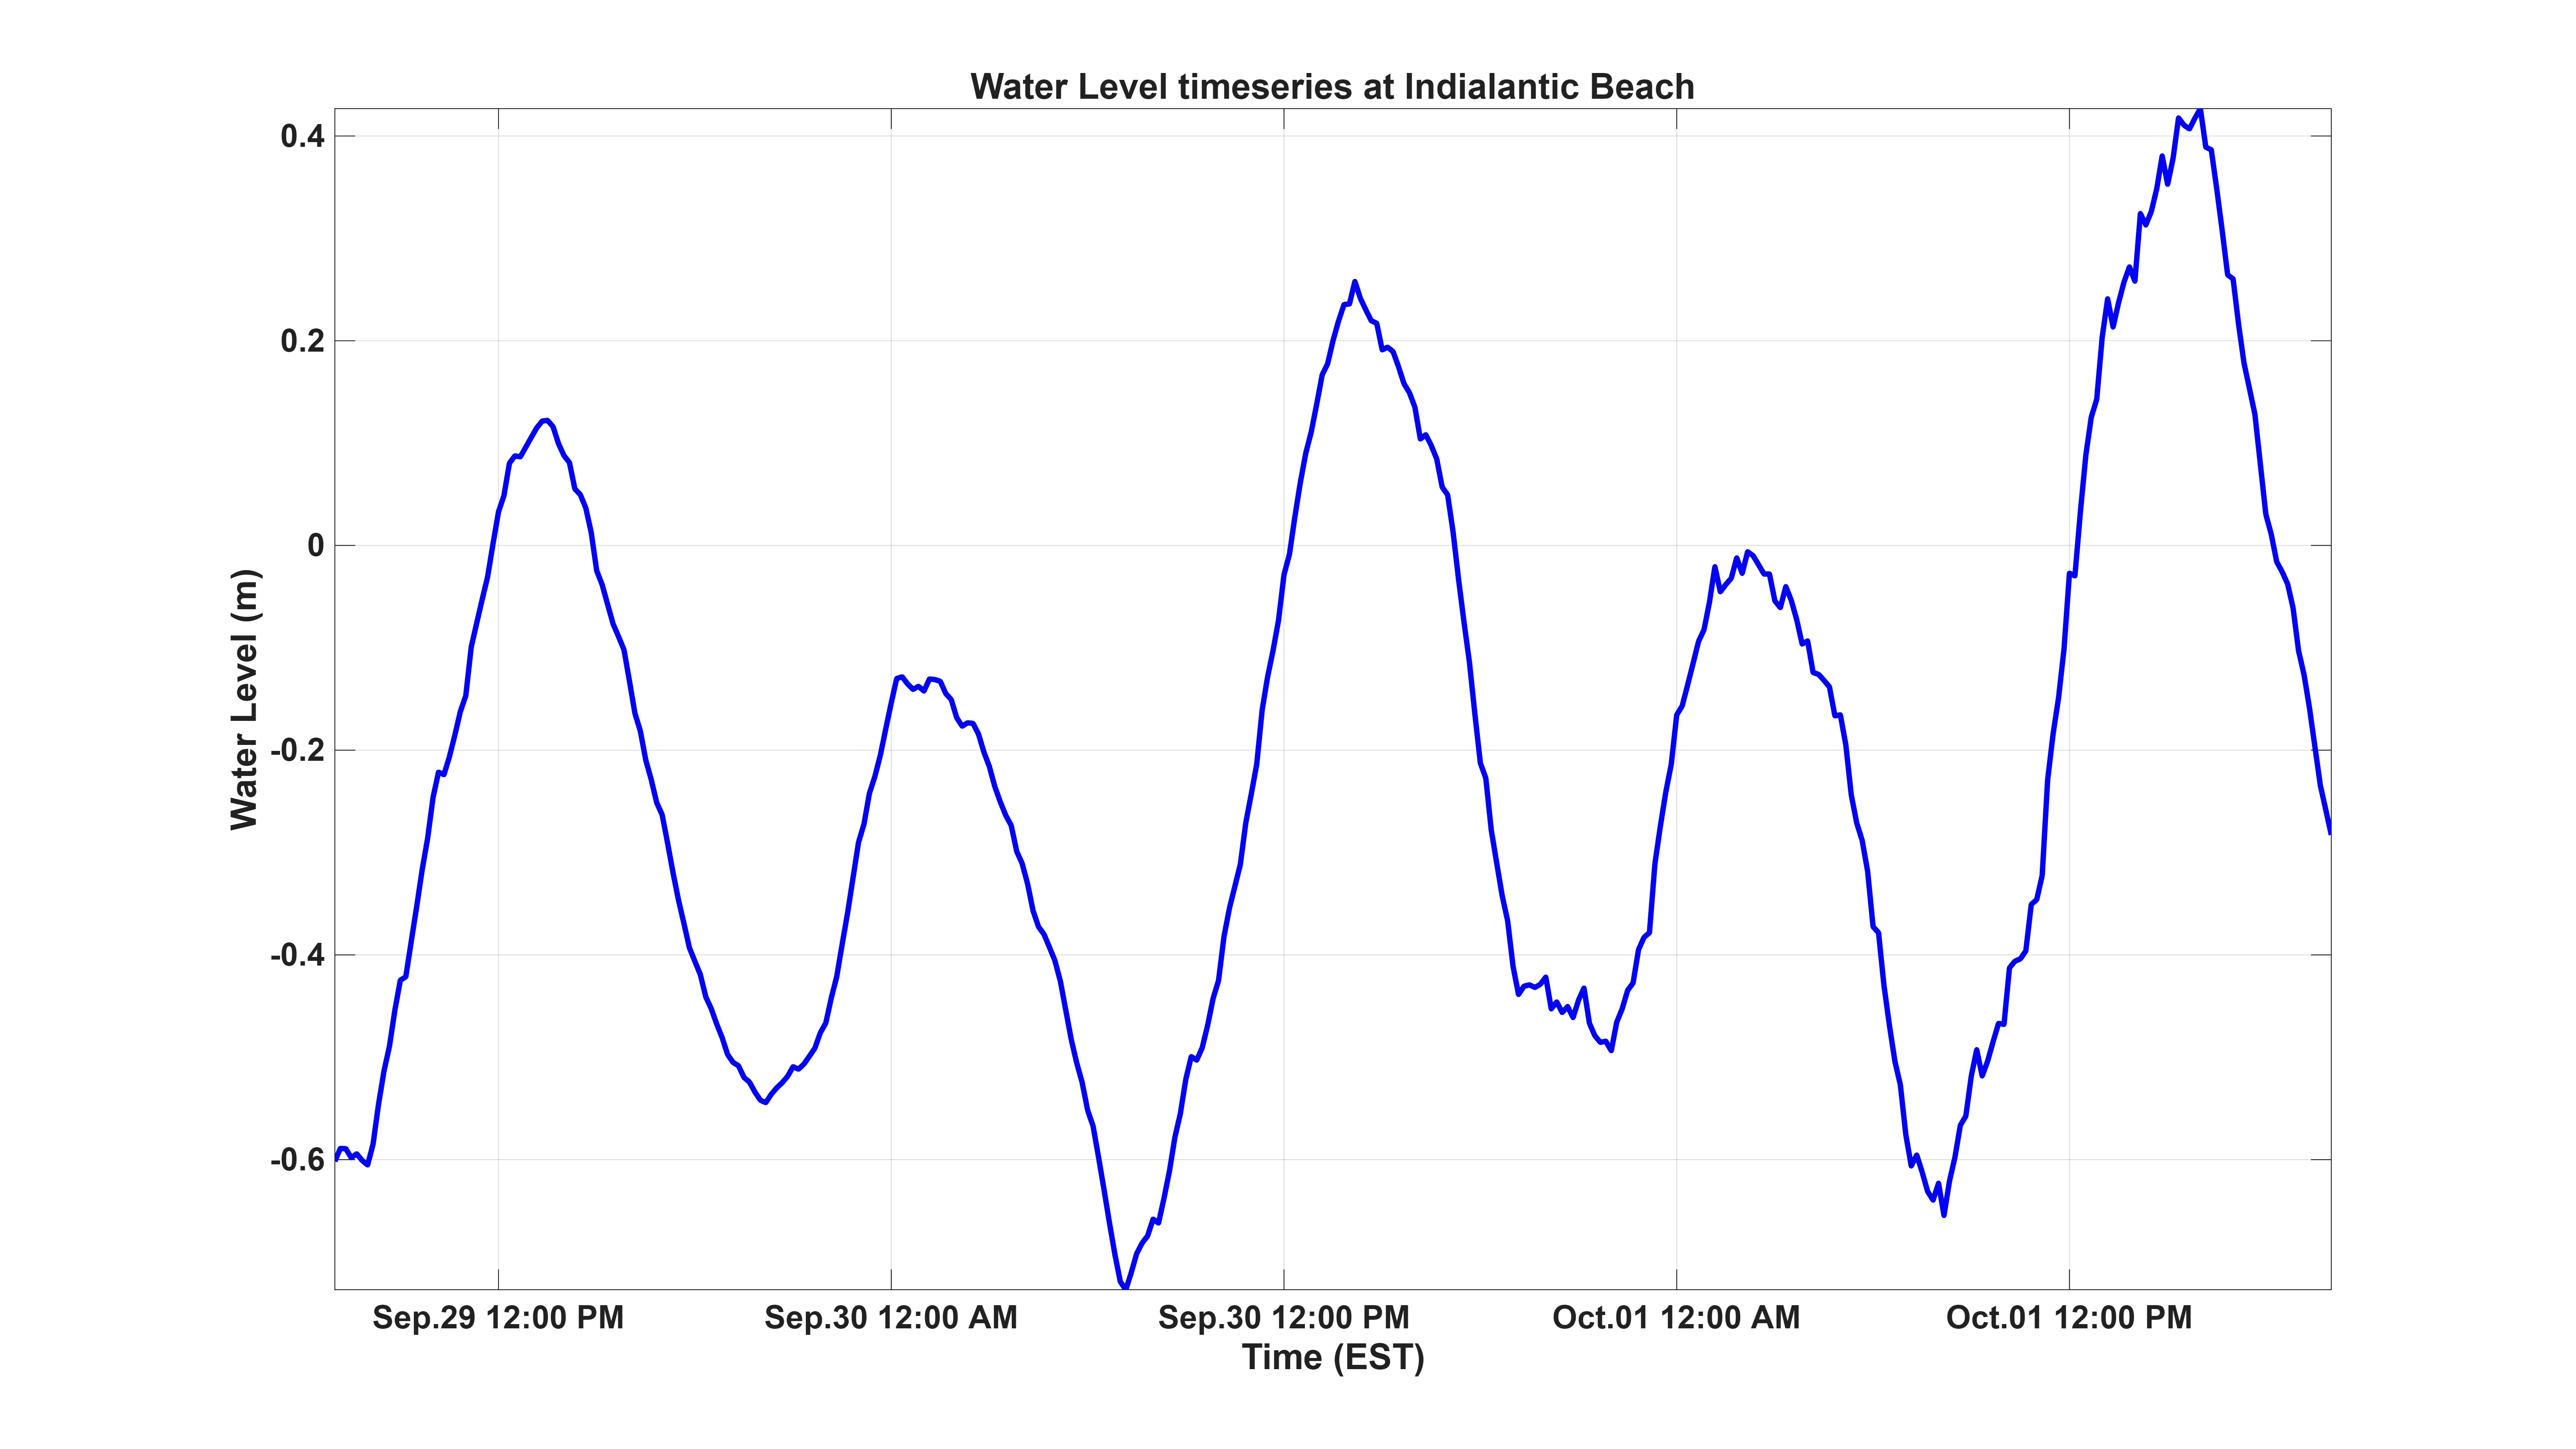 Water Level timeseries at Indialantic Beach
0.4
0.2
0
-0.2
-0.4
-0.6
Water Level (m)
Sep.29 12:00 PM
Sep.30 12:00 AM
Sep.30 12:00 PM
Oct.01 12:00 AM
Oct.01 12:00 PM
Time (EST)